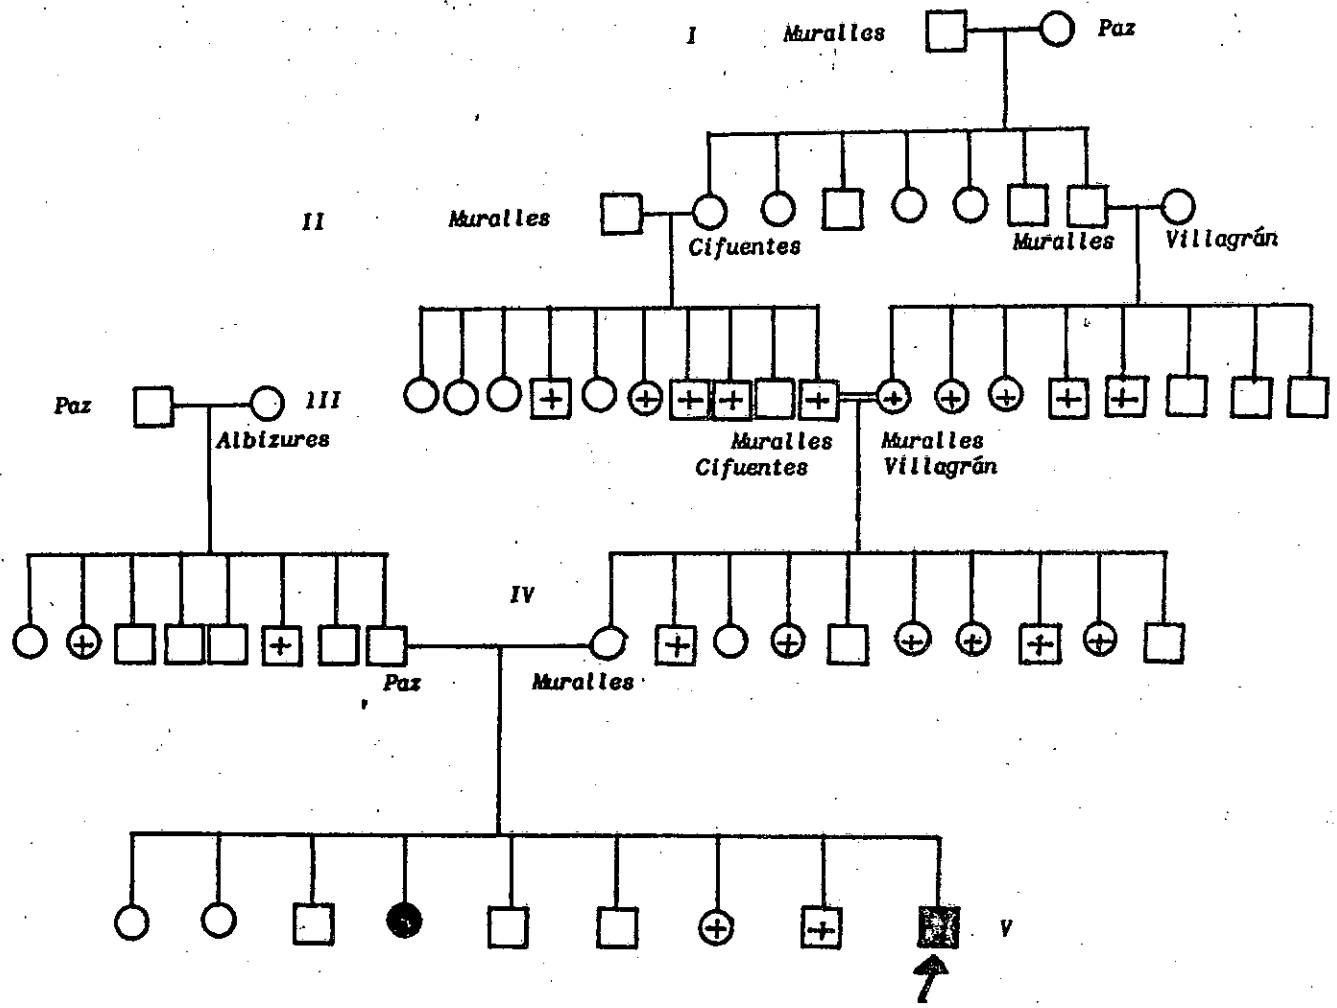 I Muralles Paz
II Muralles
Cifuentes Muralles Villagrán
Paz III
Albizures Muralles Muralles
Cifuentes Villagrán
IV
Paz Muralles
V